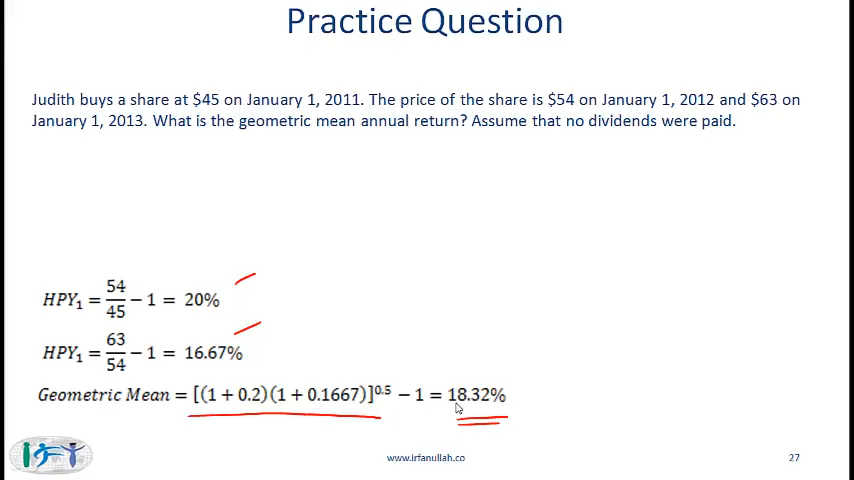 Practice Question
Judith buys a share at $45 on January 1, 2011. The price of the share is $54 on January 1, 2012 and $63 on
January 1, 2013. What is the geometric mean annual return? Assume that no dividends were paid.
HPY₁ = 54/45 − 1 = 20%
HPY₁ = 63/54 − 1 = 16.67%
Geometric Mean = [(1 + 0.2)(1 + 0.1667)]^0.5 − 1 = 18.32%
www.irfanullah.co
27